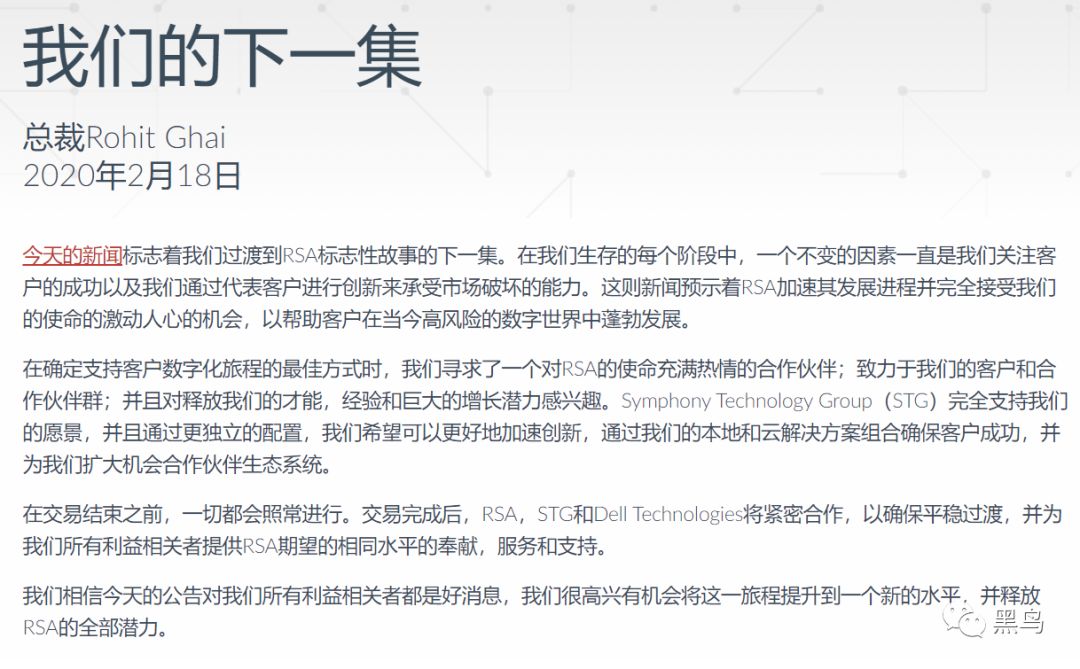 我们的下一集
总裁Rohit Ghai
2020年2月18日
今天的新闻标志着我们过渡到RSA标志性故事的下一集。在我们生存的每个阶段中，一个不变的因素一直是我们关注客
户的成功以及我们通过代表客户进行创新来承受市场破坏的能力。这则新闻预示着RSA加速其发展进程并完全接受我们
的使命的激动人心的机会，以帮助客户在当今高风险的数字世界中蓬勃发展。
在确定支持客户数字化旅程的最佳方式时，我们寻求了一个对RSA的使命充满热情的合作伙伴；致力于我们的客户和合
作伙伴群；并且对释放我们的才能，经验和巨大的增长潜力感兴趣。Symphony Technology Group（STG）完全支持我们
的愿景，并且通过更独立的配置，我们希望可以更好地加速创新，通过我们的本地和云解决方案组合确保客户成功，并
为我们扩大机会合作伙伴生态系统。
在交易结束之前，一切都会照常进行。交易完成后，RSA，STG和Dell Technologies将紧密合作，以确保平稳过渡，并为
我们所有利益相关者提供RSA期望的相同水平的奉献，服务和支持。
我们相信今天的公告对我们所有利益相关者都是好消息，我们很高兴有机会将这一旅程提升到一个新的水平，并释放
RSA的全部潜力。
黑鸟